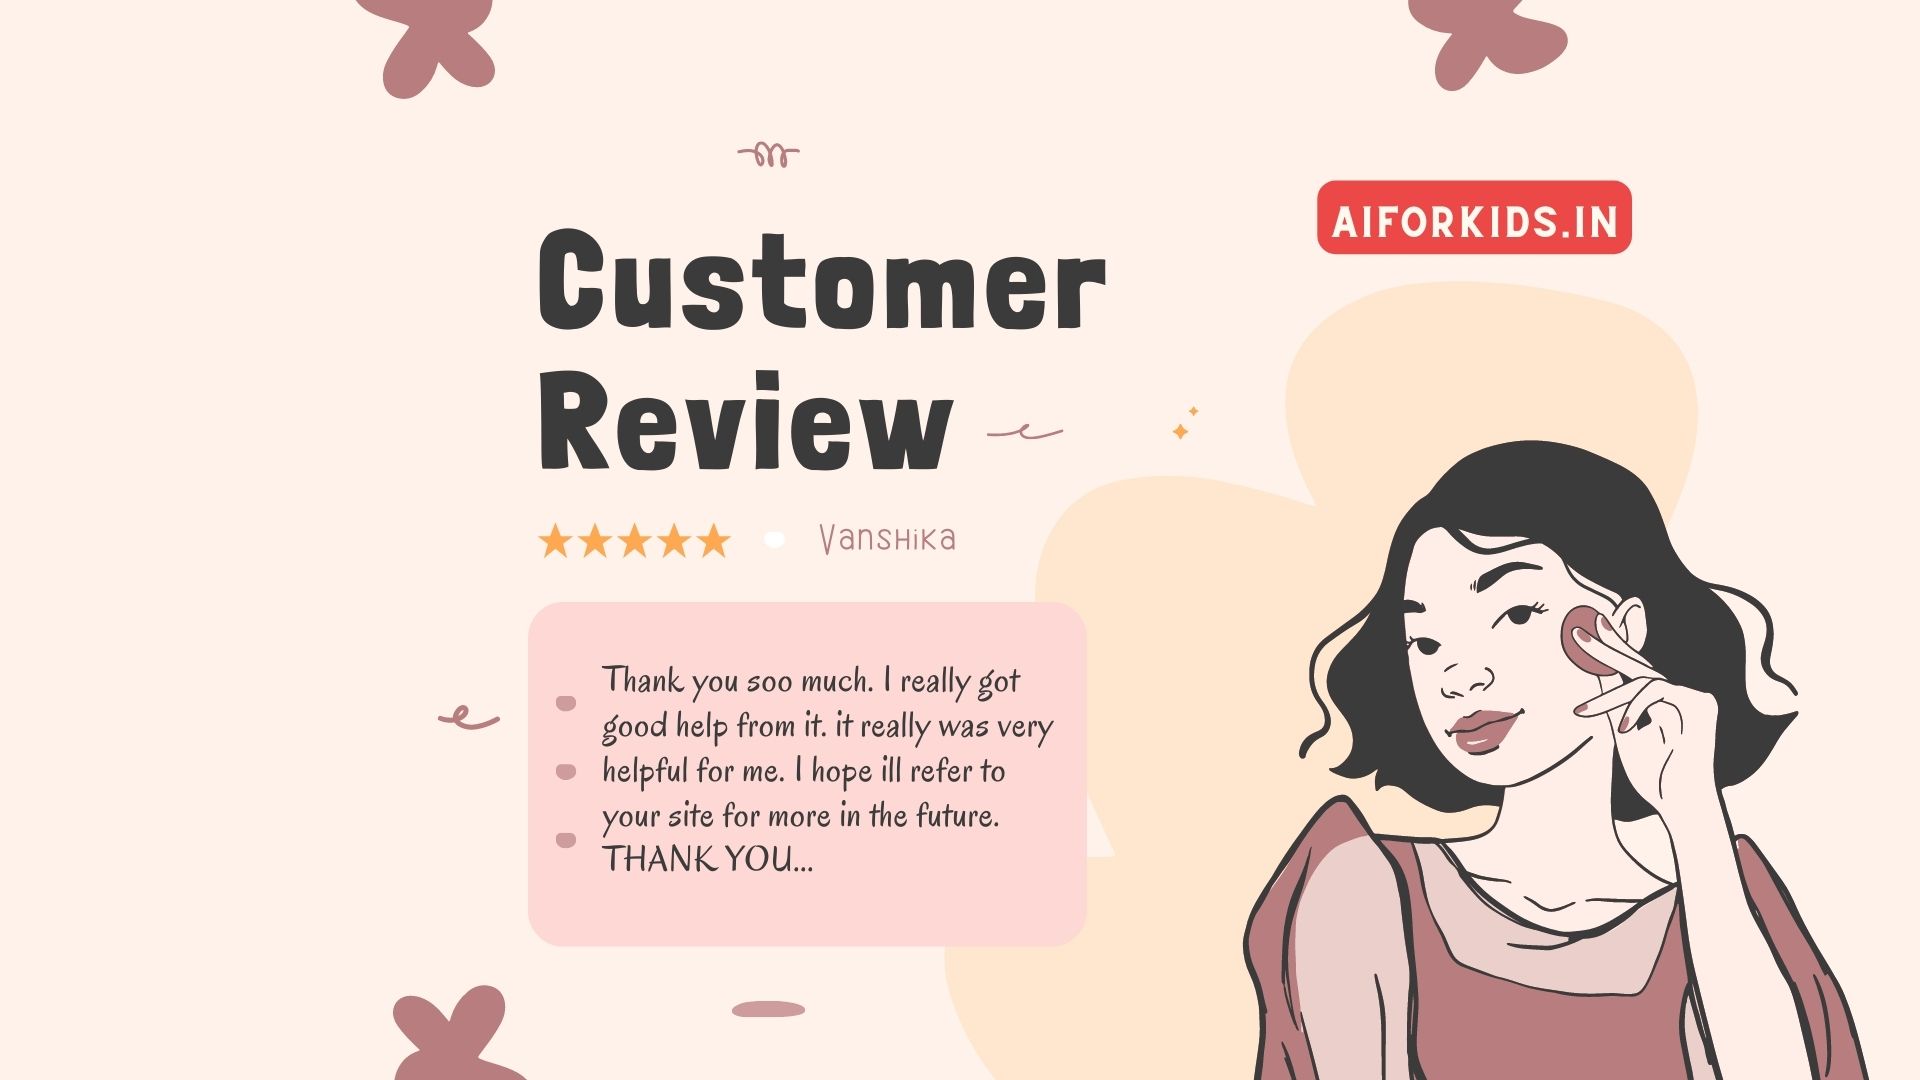 AIFORKIDS.IN
Customer
Review
Vanshika
Thank you soo much. I really got
good help from it. it really was very
helpful for me. I hope ill refer to
your site for more in the future.
THANK YOU...